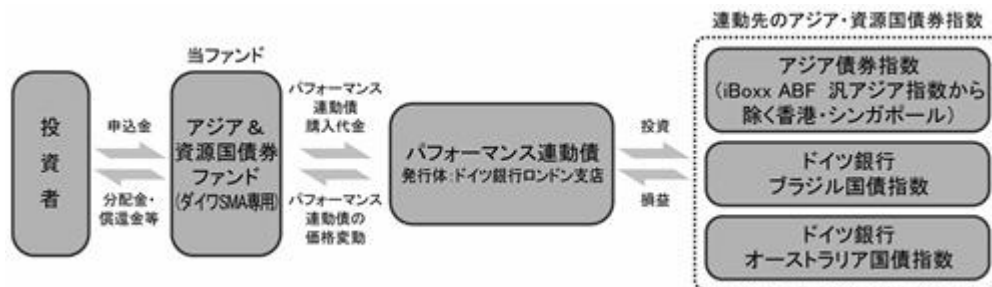 連動先のアジア・資源国債券指数
当ファンド
投
資
者
申込金
分配金・
償還金等
アジア＆
資源国債券
ファンド
(ダイワSMA専用)
パフォーマンス
連動債
購入代金
パフォーマンス
連動債の
価格変動
パフォーマンス連動債
発行体：ドイツ銀行ロンドン支店
投資
損益
アジア債券指数
(iBoxx ABF 汎アジア指数から
除く香港・シンガポール)
ドイツ銀行
ブラジル国債指数
ドイツ銀行
オーストラリア国債指数